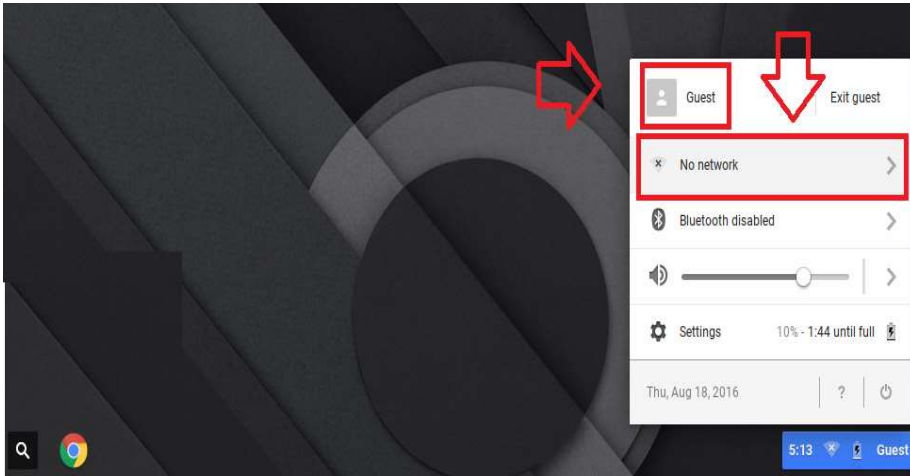 Guest Exit guest
No network
Bluetooth disabled
Settings 10% - 1:44 until full
Thu, Aug 18, 2016 ?
5:13 Guest